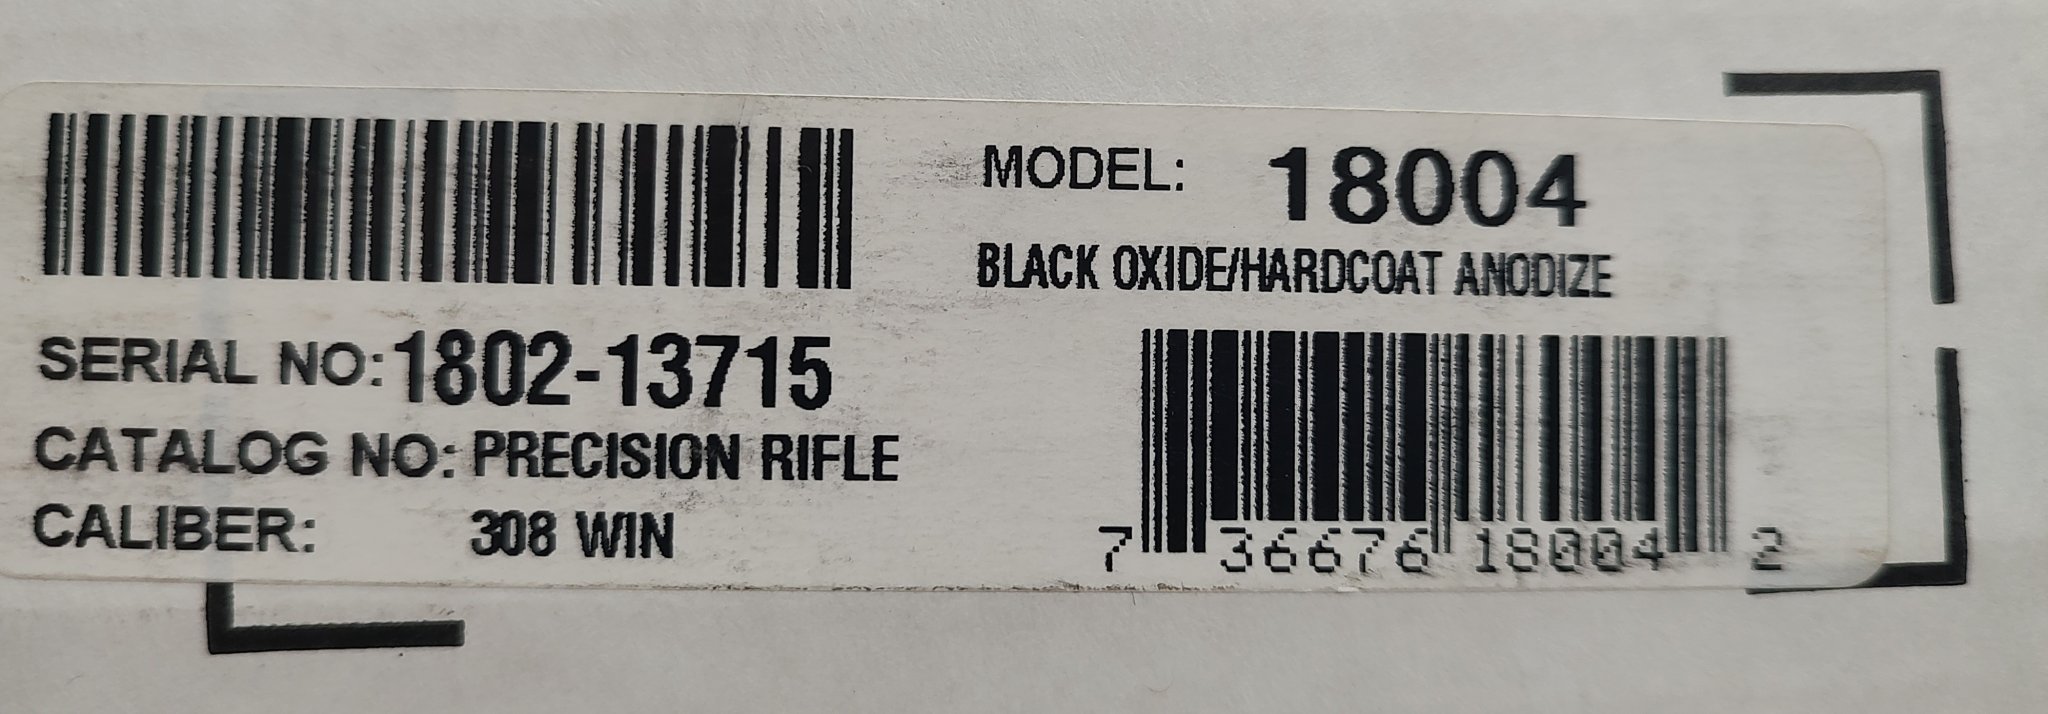 MODEL: 18004
BLACK OXIDE/HARDCOAT ANODIZE
SERIAL NO: 1802-13715
CATALOG NO: PRECISION RIFLE
CALIBER: 308 WIN
7 36676 18004 2